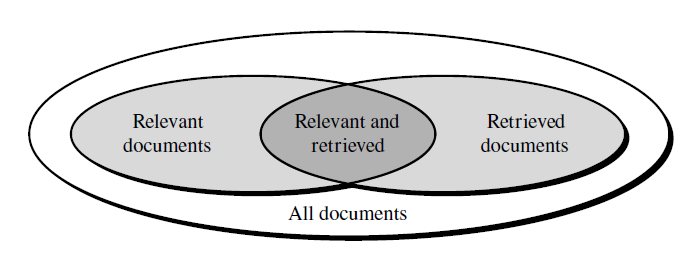 Relevant
documents
Relevant and
retrieved
Retrieved
documents
All documents